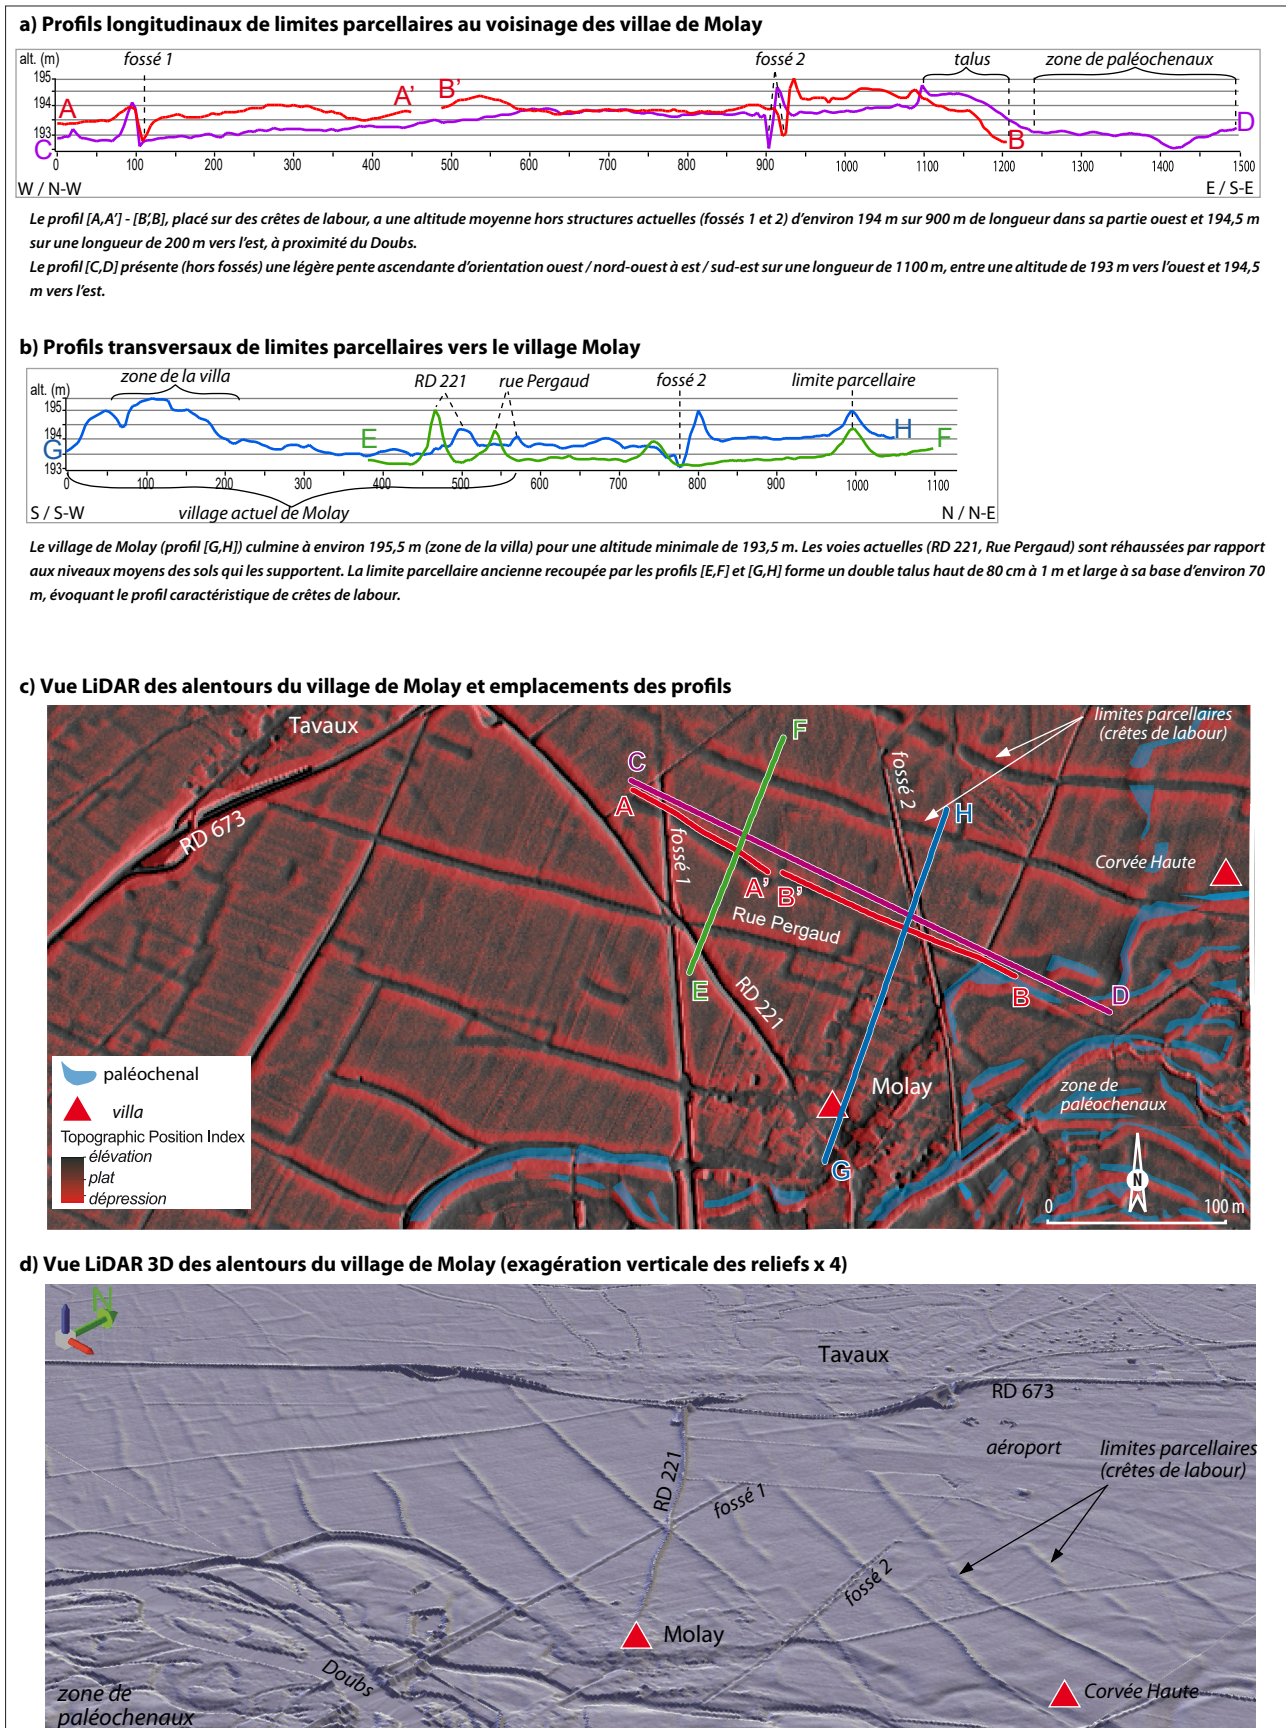 a) Profils longitudinaux de limites parcellaires au voisinage des villae de Molay
alt. (m)
fossé 1
fossé 2
talus
zone de paléochenaux
195
194
193
A
A'
B'
B
C
D
0 100 200 300 400 500 600 700 800 900 1000 1100 1200 1300 1400 1500
W / N-W
E / S-E
Le profil [A,A'] - [B',B], placé sur des crêtes de labour, a une altitude moyenne hors structures actuelles (fossés 1 et 2) d'environ 194 m sur 900 m de longueur dans sa partie ouest et 194,5 m
sur une longueur de 200 m vers l'est, à proximité du Doubs.
Le profil [C,D] présente (hors fossés) une légère pente ascendante d'orientation ouest / nord-ouest à est / sud-est sur une longueur de 1100 m, entre une altitude de 193 m vers l'ouest et 194,5
m vers l'est.
b) Profils transversaux de limites parcellaires vers le village Molay
zone de la villa
RD 221
rue Pergaud
fossé 2
limite parcellaire
alt. (m)
195
194
193
G
E
H
F
0 100 200 300 400 500 600 700 800 900 1000 1100
S / S-W
village actuel de Molay
N / N-E
Le village de Molay (profil [G,H]) culmine à environ 195,5 m (zone de la villa) pour une altitude minimale de 193,5 m. Les voies actuelles (RD 221, Rue Pergaud) sont réhaussées par rapport
aux niveaux moyens des sols qui les supportent. La limite parcellaire ancienne recoupée par les profils [E,F] et [G,H] forme un double talus haut de 80 cm à 1 m et large à sa base d'environ 70
m, évoquant le profil caractéristique de crêtes de labour.
c) Vue LiDAR des alentours du village de Molay et emplacements des profils
Tavaux
RD 673
F
C
A
fossé 1
A'
B'
Rue Pergaud
E
RD 221
fossé 2
H
limites parcellaires
(crêtes de labour)
Corvée Haute
B
D
Molay
G
zone de
paléochenaux
paléochenal
villa
Topographic Position Index
élévation
plat
dépression
N
0
100 m
d) Vue LiDAR 3D des alentours du village de Molay (exagération verticale des reliefs x 4)
N
Tavaux
RD 673
aéroport
limites parcellaires
(crêtes de labour)
RD 221
fossé 1
fossé 2
Molay
Doubs
Corvée Haute
zone de
paléochenaux